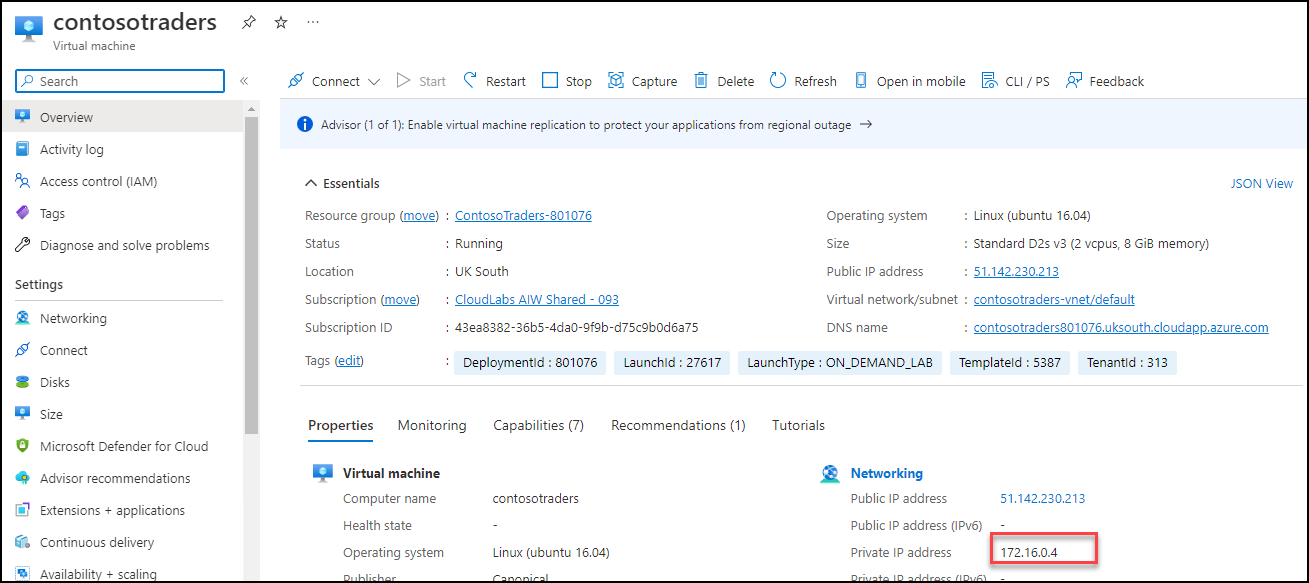 contosotraders
Virtual machine
Search
«
Connect
Start
Restart
Stop
Capture
Delete
Refresh
Open in mobile
CLI / PS
Feedback
Overview
Activity log
Access control (IAM)
Tags
Diagnose and solve problems
Settings
Networking
Connect
Disks
Size
Microsoft Defender for Cloud
Advisor recommendations
Extensions + applications
Continuous delivery
Availability + scaling
Advisor (1 of 1): Enable virtual machine replication to protect your applications from regional outage →
Essentials
JSON View
Resource group (move) : ContosoTraders-801076
Status : Running
Location : UK South
Subscription (move) : CloudLabs AIW Shared - 093
Subscription ID : 43ea8382-36b5-4da0-9f9b-d75c9b0d6a75
Operating system : Linux (ubuntu 16.04)
Size : Standard D2s v3 (2 vcpus, 8 GiB memory)
Public IP address : 51.142.230.213
Virtual network/subnet : contosotraders-vnet/default
DNS name : contosotraders801076.uksouth.cloudapp.azure.com
Tags (edit) : DeploymentId : 801076 LaunchId : 27617 LaunchType : ON_DEMAND_LAB TemplateId : 5387 TenantId : 313
Properties Monitoring Capabilities (7) Recommendations (1) Tutorials
Virtual machine
Computer name contosotraders
Health state -
Operating system Linux (ubuntu 16.04)
Publisher Canonical
Networking
Public IP address 51.142.230.213
Public IP address (IPv6) -
Private IP address 172.16.0.4
Private IP address (IPv6) -